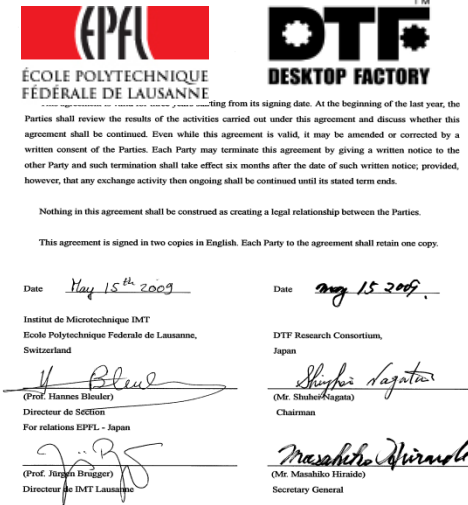 EPFL
ÉCOLE POLYTECHNIQUE
FÉDÉRALE DE LAUSANNE
TM
DTF
DESKTOP FACTORY
This agreement is valid for three years starting from its signing date. At the beginning of the last year, the
Parties shall review the results of the activities carried out under this agreement and discuss whether this
agreement shall be continued. Even while this agreement is valid, it may be amended or corrected by a
written consent of the Parties. Each Party may terminate this agreement by giving a written notice to the
other Party and such termination shall take effect six months after the date of such written notice; provided,
however, that any exchange activity then ongoing shall be continued until its stated term ends.
Nothing in this agreement shall be construed as creating a legal relationship between the Parties.
This agreement is signed in two copies in English. Each Party to the agreement shall retain one copy.
Date May 15th 2009
Institut de Microtechnique IMT
Ecole Polytechnique Federale de Lausanne,
Switzerland
H Bleul
(Prof. Hannes Bleuler)
Directeur de Section
For relations EPFL - Japan
(Prof. Jürgen Brugger)
Directeur de IMT Lausanne
Date may 15 2009.
DTF Research Consortium,
Japan
Shuhei Nagata
(Mr. Shuhei Nagata)
Chairman
Masahiko Hiraide
(Mr. Masahiko Hiraide)
Secretary General